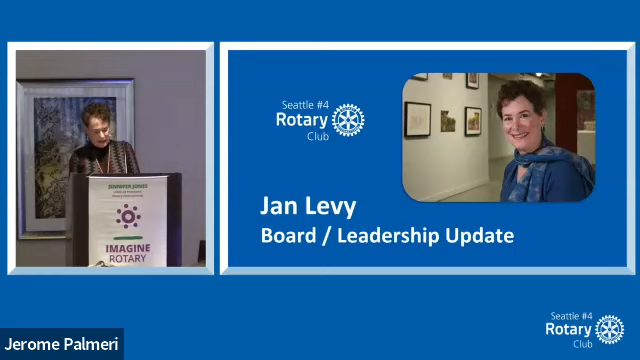 JENNIFER JONES
IMAGINE
ROTARY
Seattle #4
Rotary
Club
Jan Levy
Board / Leadership Update
Seattle #4
Rotary
Club
Jerome Palmeri